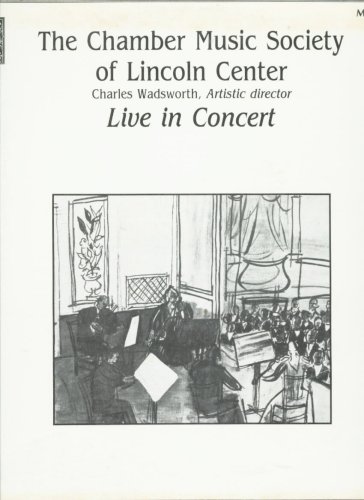 M
The Chamber Music Society
of Lincoln Center
Charles Wadsworth, Artistic director
Live in Concert